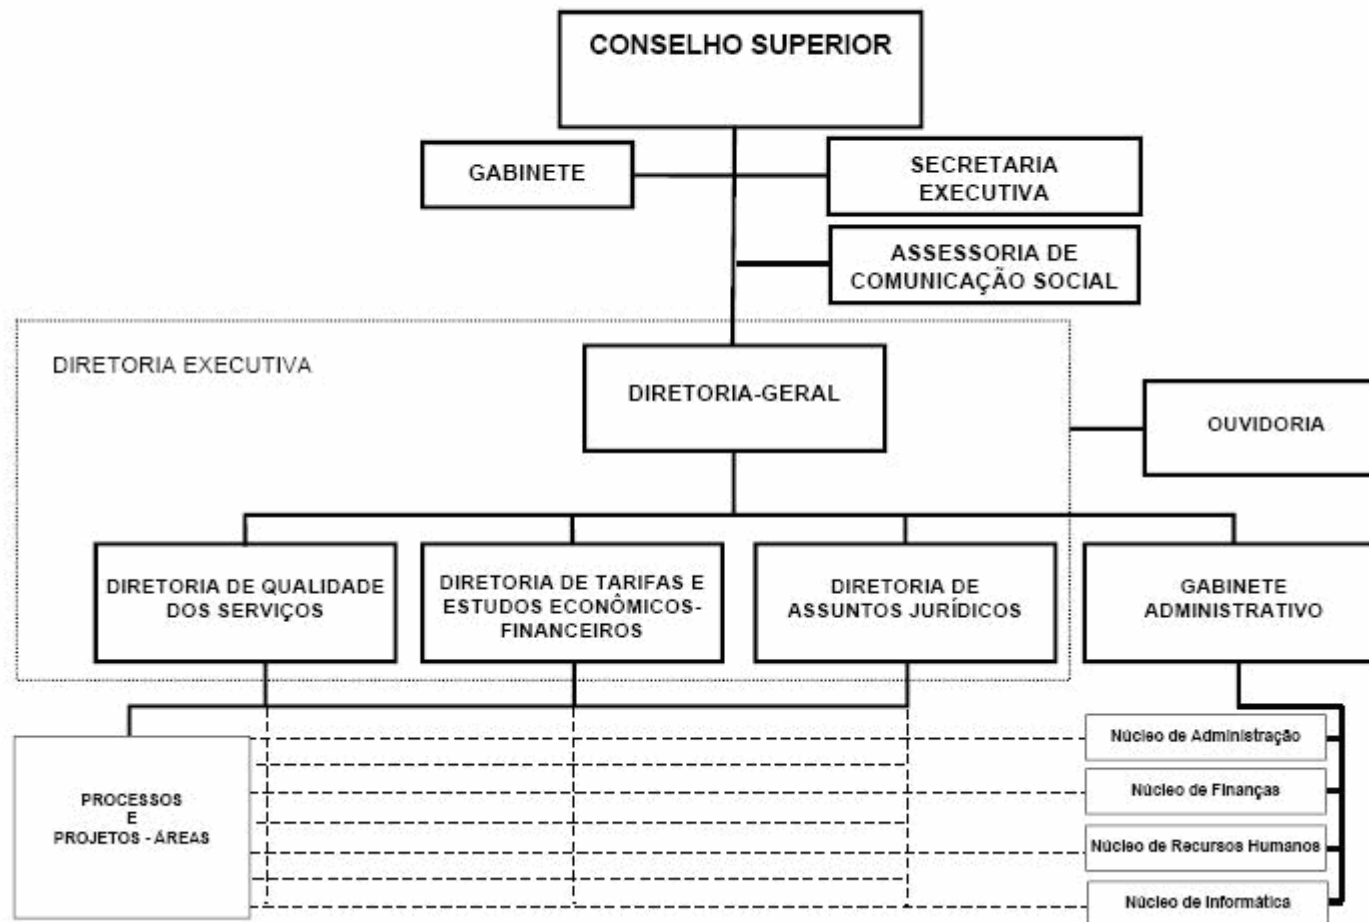 CONSELHO SUPERIOR
GABINETE
SECRETARIA
EXECUTIVA
ASSESSORIA DE
COMUNICAÇÃO SOCIAL
DIRETORIA EXECUTIVA
DIRETORIA-GERAL
OUVIDORIA
DIRETORIA DE QUALIDADE
DOS SERVIÇOS
DIRETORIA DE TARIFAS E
ESTUDOS ECONÔMICOS-
FINANCEIROS
DIRETORIA DE
ASSUNTOS JURÍDICOS
GABINETE
ADMINISTRATIVO
PROCESSOS
E
PROJETOS - ÁREAS
Núcleo de Administração
Núcleo de Finanças
Núcleo de Recursos Humanos
Núcleo de Informática